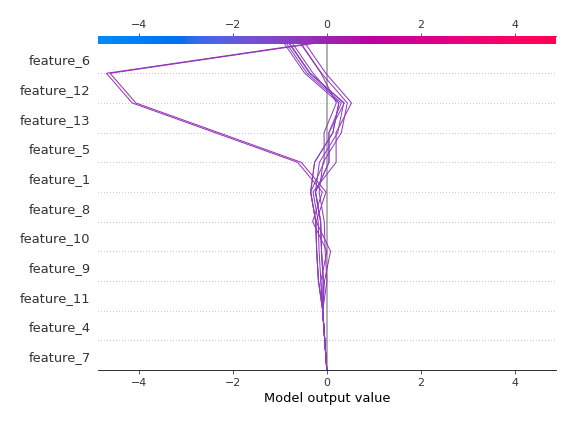 −4 −2 0 2 4
feature_6
feature_12
feature_13
feature_5
feature_1
feature_8
feature_10
feature_9
feature_11
feature_4
feature_7
−4 −2 0 2 4
Model output value